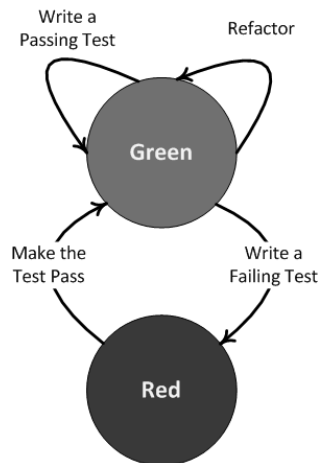 Write a
Passing Test
Refactor
Green
Make the
Test Pass
Write a
Failing Test
Red